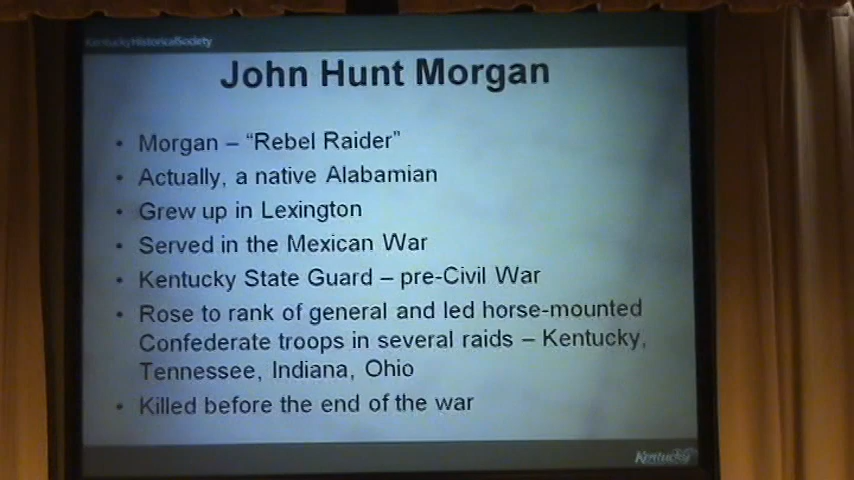 KentuckyHistoricalSociety
John Hunt Morgan
• Morgan – “Rebel Raider”
• Actually, a native Alabamian
• Grew up in Lexington
• Served in the Mexican War
• Kentucky State Guard – pre-Civil War
• Rose to rank of general and led horse-mounted
Confederate troops in several raids – Kentucky,
Tennessee, Indiana, Ohio
• Killed before the end of the war
Kentucky